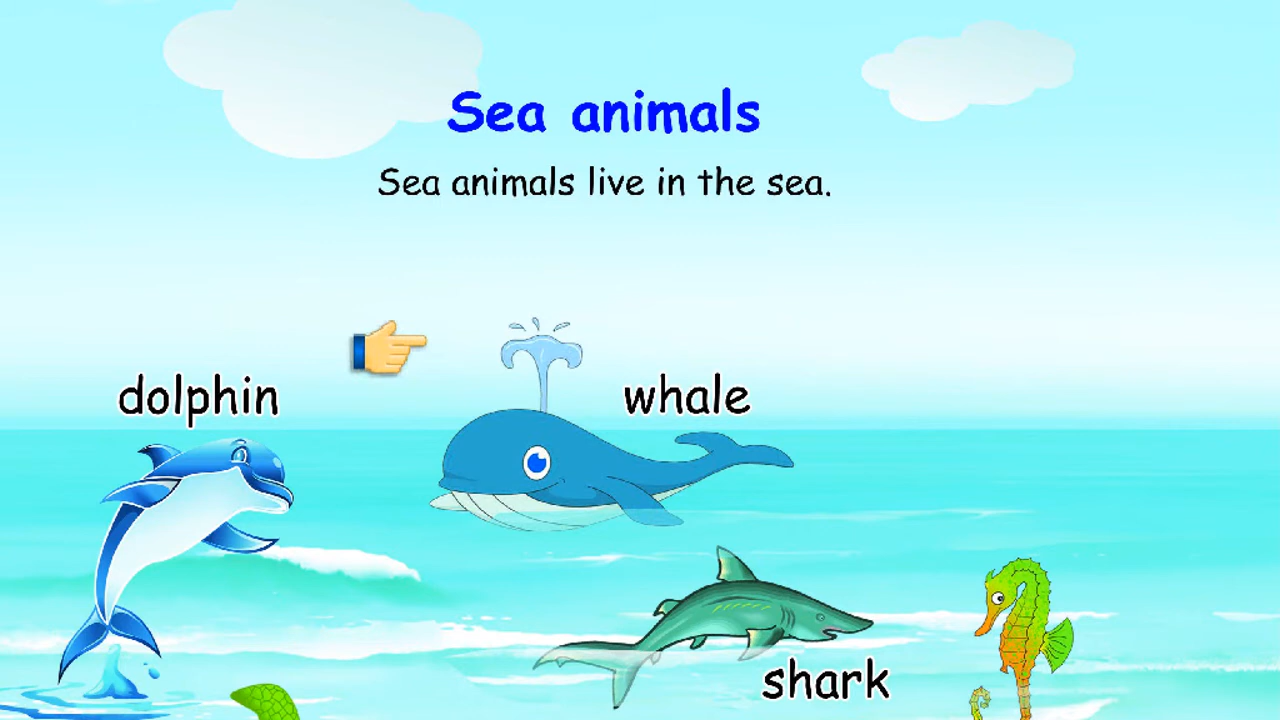 Sea animals
Sea animals live in the sea.
dolphin
whale
shark